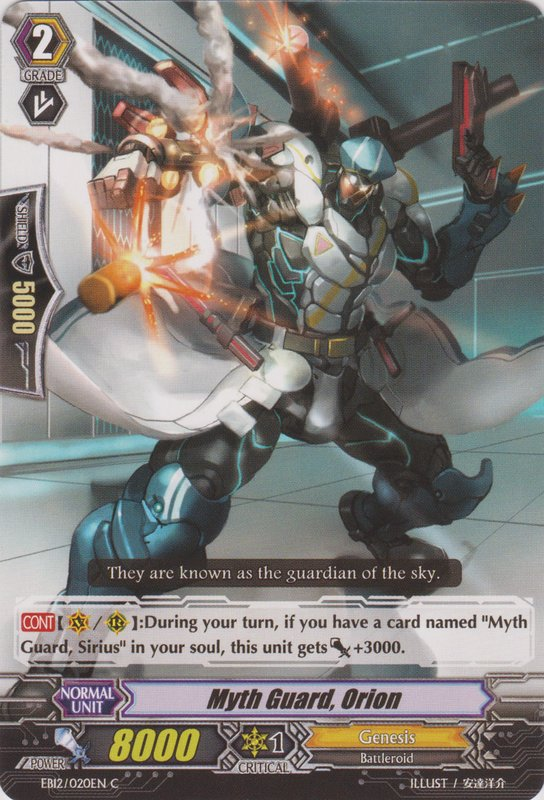 2
GRADE
SHIELD
5000
They are known as the guardian of the sky.
CONT【V/R】:During your turn, if you have a card named "Myth
Guard, Sirius" in your soul, this unit gets +3000.
NORMAL
UNIT
Myth Guard, Orion
POWER
8000
1
CRITICAL
Genesis
Battleroid
EB12/020EN C
ILLUST / 安達洋介